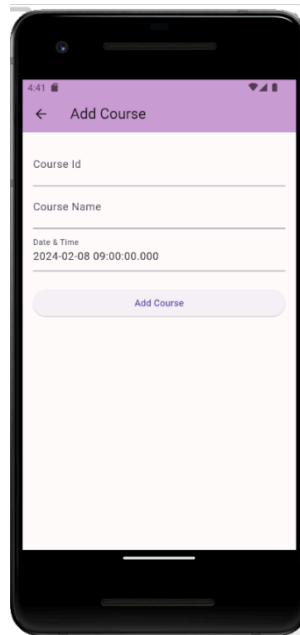 4:41
Add Course
Course Id
Course Name
Date & Time
2024-02-08 09:00:00.000
Add Course